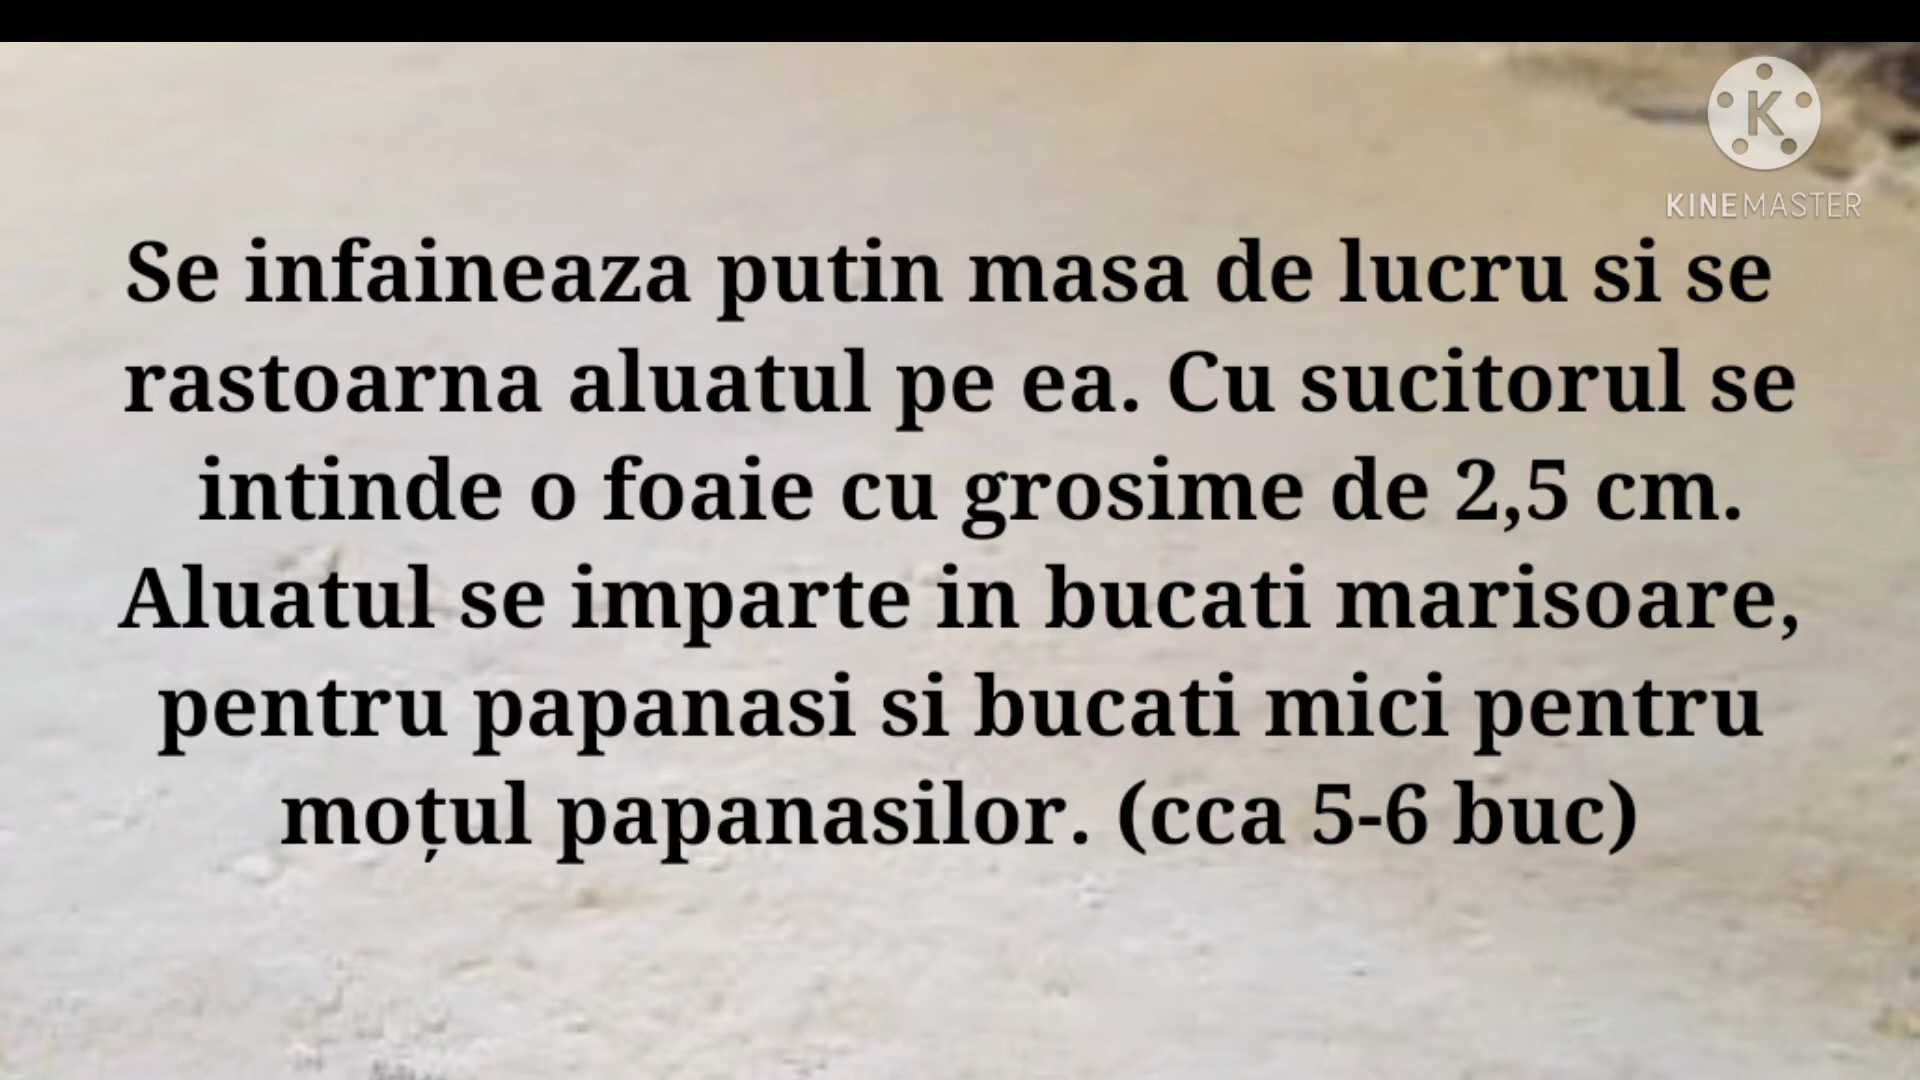 K
KINEMASTER
Se infaineaza putin masa de lucru si se
rastoarna aluatul pe ea. Cu sucitorul se
intinde o foaie cu grosime de 2,5 cm.
Aluatul se imparte in bucati marisoare,
pentru papanasi si bucati mici pentru
moțul papanasilor. (cca 5-6 buc)